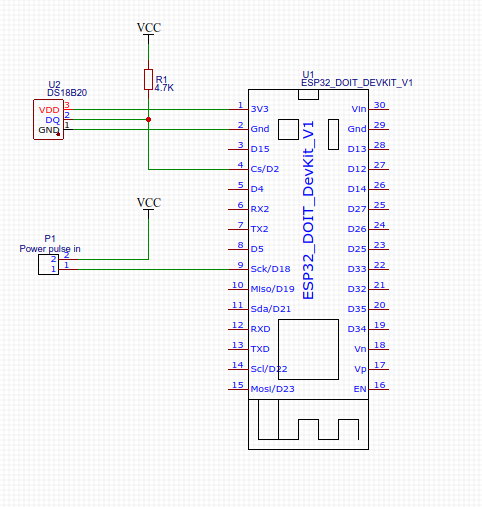 VCC
R1
4.7K
U2
DS18B20
VDD 3
DQ 2
GND 1
U1
ESP32_DOIT_DEVKIT_V1
ESP32_DOIT_DevKit_V1
1 3V3 Vin 30
2 Gnd Gnd 29
3 D15 D13 28
4 Cs/D2 D12 27
5 D4 D14 26
6 RX2 D27 25
7 TX2 D26 24
8 D5 D25 23
9 Sck/D18 D33 22
10 Miso/D19 D32 21
11 Sda/D21 D35 20
12 RXD D34 19
13 TXD Vn 18
14 Scl/D22 Vp 17
15 Mosi/D23 EN 16
VCC
P1
Power pulse in
2 2
1 1